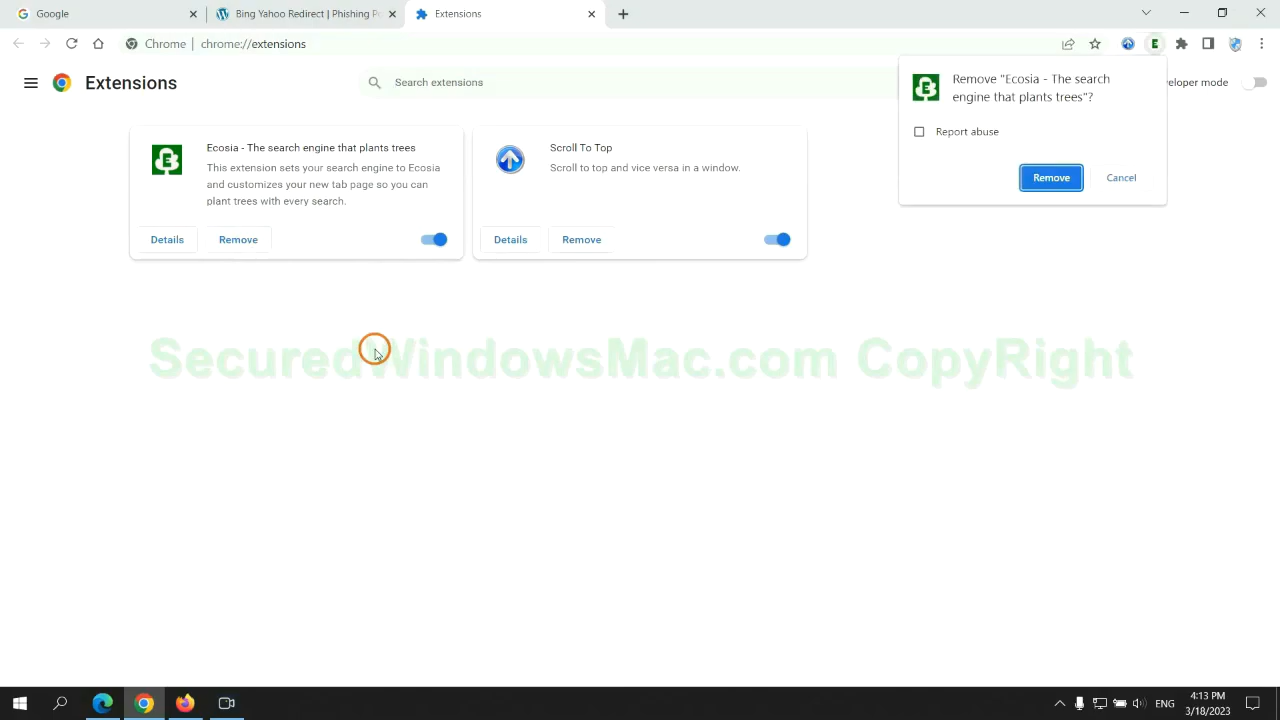 Google
Bing Yahoo Redirect | Phishing P
Extensions
Chrome | chrome://extensions
Extensions
Search extensions
eloper mode
Remove "Ecosia - The search
engine that plants trees"?
Report abuse
Remove
Cancel
Ecosia - The search engine that plants trees
This extension sets your search engine to Ecosia
and customizes your new tab page so you can
plant trees with every search.
Details
Remove
Scroll To Top
Scroll to top and vice versa in a window.
Details
Remove
SecuredWindowsMac.com CopyRight
ENG
4:13 PM
3/18/2023